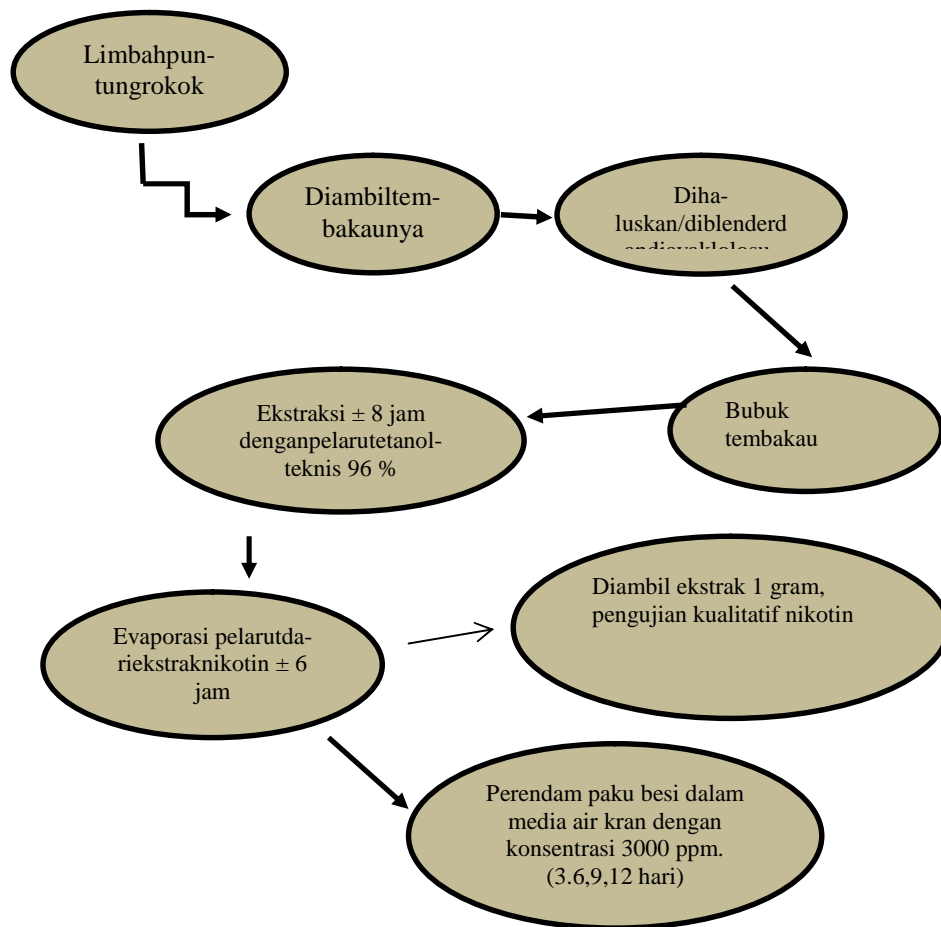 Limbahpun-
tungrokok
Diambiltem-
bakaunya
Diha-
luskan/diblenderd
Bubuk
tembakau
Ekstraksi ± 8 jam
denganpelarutetanol-
teknis 96 %
Diambil ekstrak 1 gram,
pengujian kualitatif nikotin
Evaporasi pelarutda-
riekstraknikotin ± 6
jam
Perendam paku besi dalam
media air kran dengan
konsentrasi 3000 ppm.
(3.6,9,12 hari)